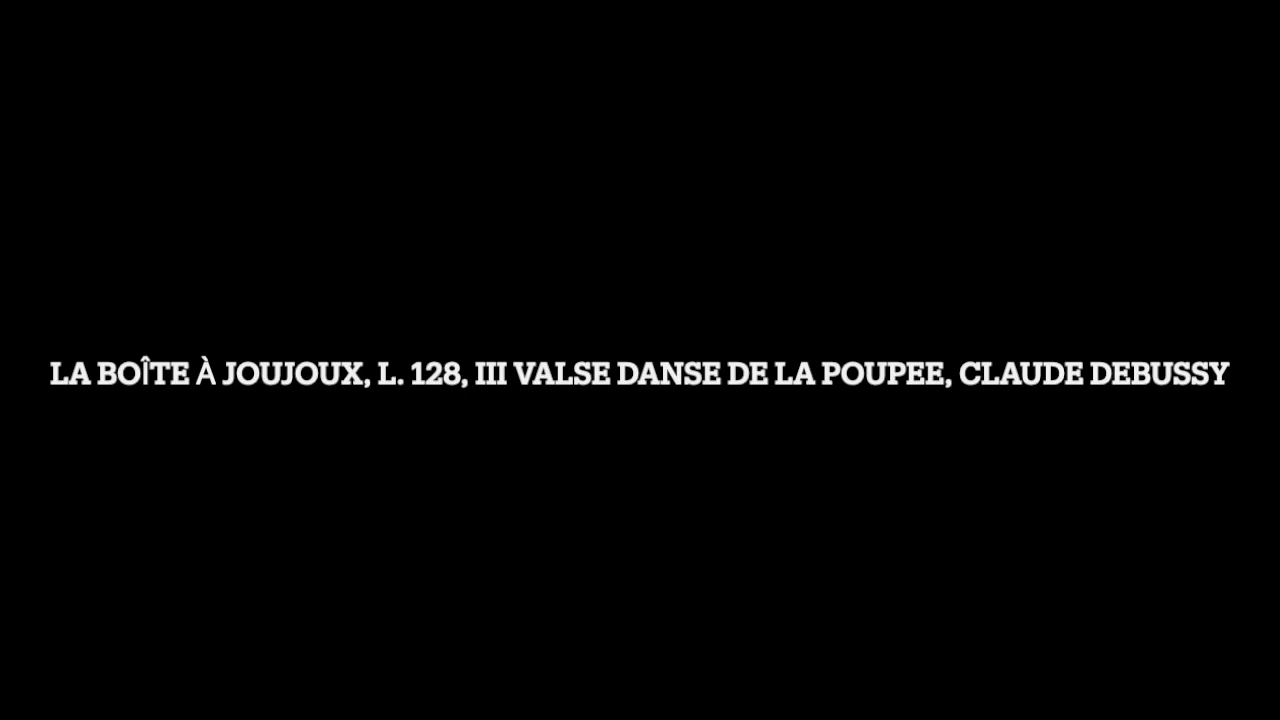 LA BOÎTE À JOUJOUX, L. 128, III VALSE DANSE DE LA POUPEE, CLAUDE DEBUSSY